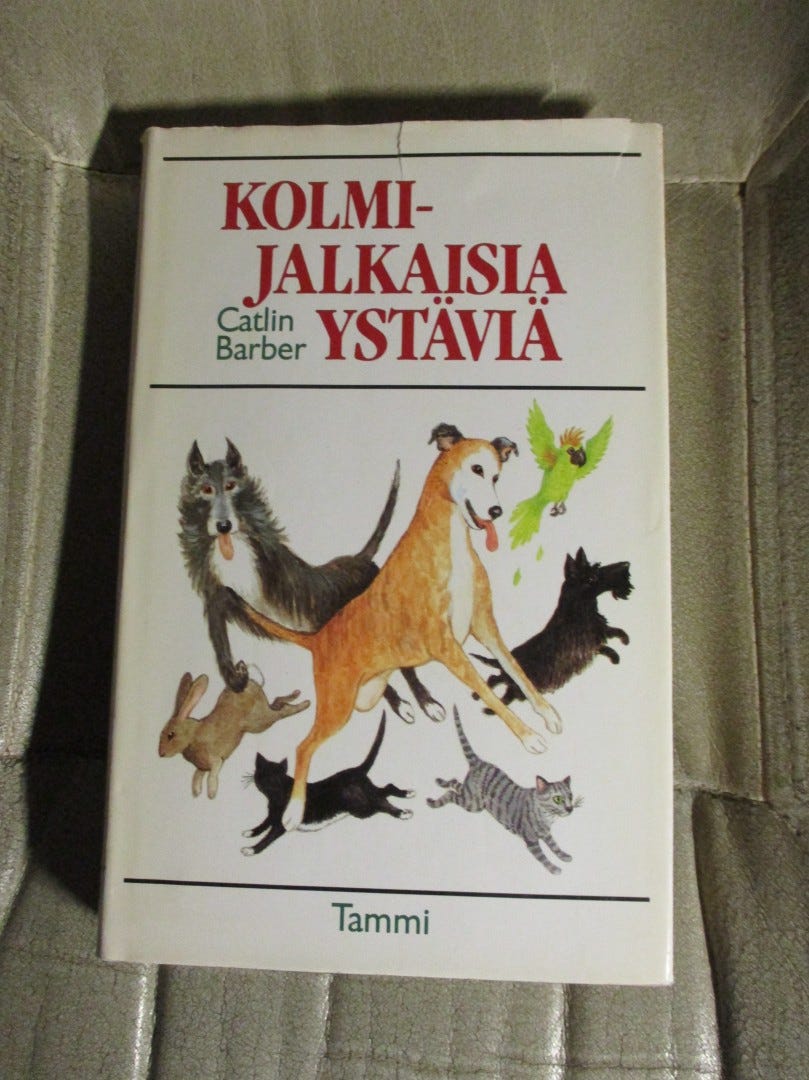 KOLMI-
JALKAISIA
Catlin
Barber
YSTÄVIÄ
Tammi